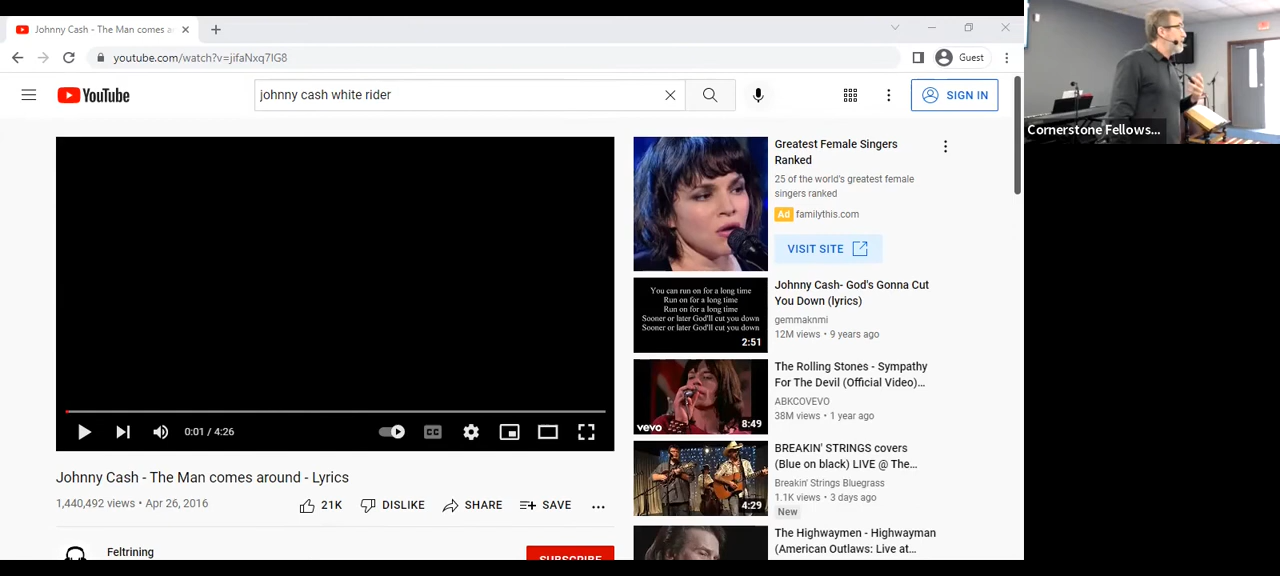 Johnny Cash - The Man comes a
youtube.com/watch?v=jifaNxq7lG8
Guest
YouTube
johnny cash white rider
SIGN IN
Cornerstone Fellows...
Greatest Female Singers
Ranked
25 of the world's greatest female
singers ranked
Ad familythis.com
VISIT SITE
You can run on for a long time
Run on for a long time
Run on for a long time
Sooner or later God'll cut you down
Sooner or later God'll cut you down
2:51
Johnny Cash- God's Gonna Cut
You Down (lyrics)
gemmaknmi
12M views • 9 years ago
vevo
8:49
The Rolling Stones - Sympathy
For The Devil (Official Video)...
ABKCOVEVO
38M views • 1 year ago
4:29
BREAKIN' STRINGS covers
(Blue on black) LIVE @ The...
Breakin' Strings Bluegrass
1.1K views • 3 days ago
New
The Highwaymen - Highwayman
(American Outlaws: Live at...
0:01 / 4:26
CC
Johnny Cash - The Man comes around - Lyrics
1,440,492 views • Apr 26, 2016
21K
DISLIKE
SHARE
SAVE
Feltrining
SUBSCRIBE